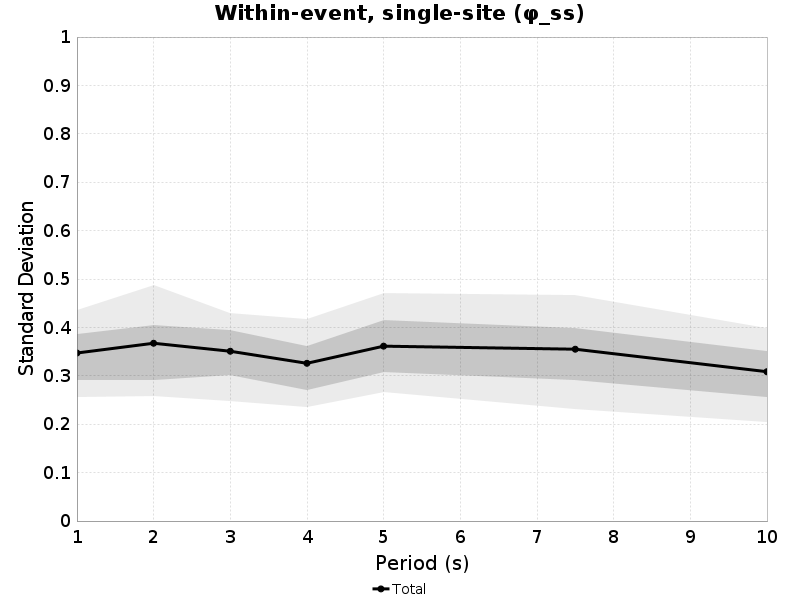 Within-event, single-site (φ_ss)
1
0.9
0.8
0.7
0.6
0.5
0.4
0.3
0.2
0.1
0
Standard Deviation
1 2 3 4 5 6 7 8 9 10
Period (s)
Total